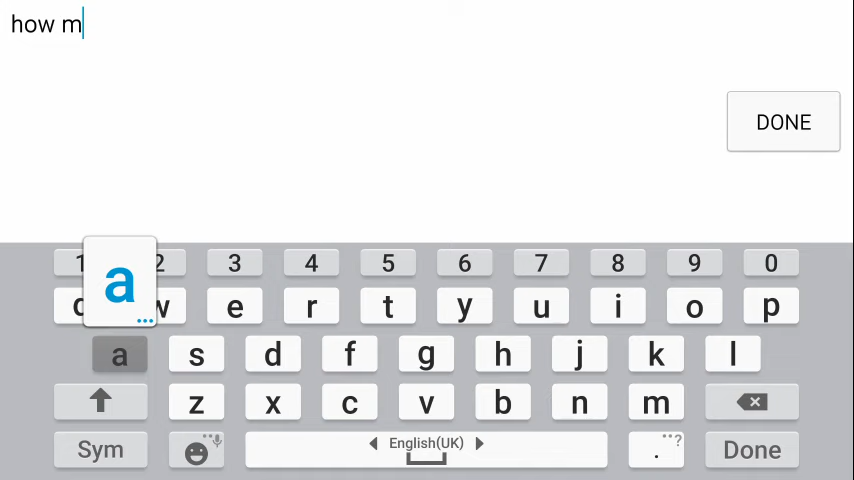 how m
DONE
a
1 2 3 4 5 6 7 8 9 0
q w e r t y u i o p
a s d f g h j k l
z x c v b n m
Sym English(UK) . ? Done